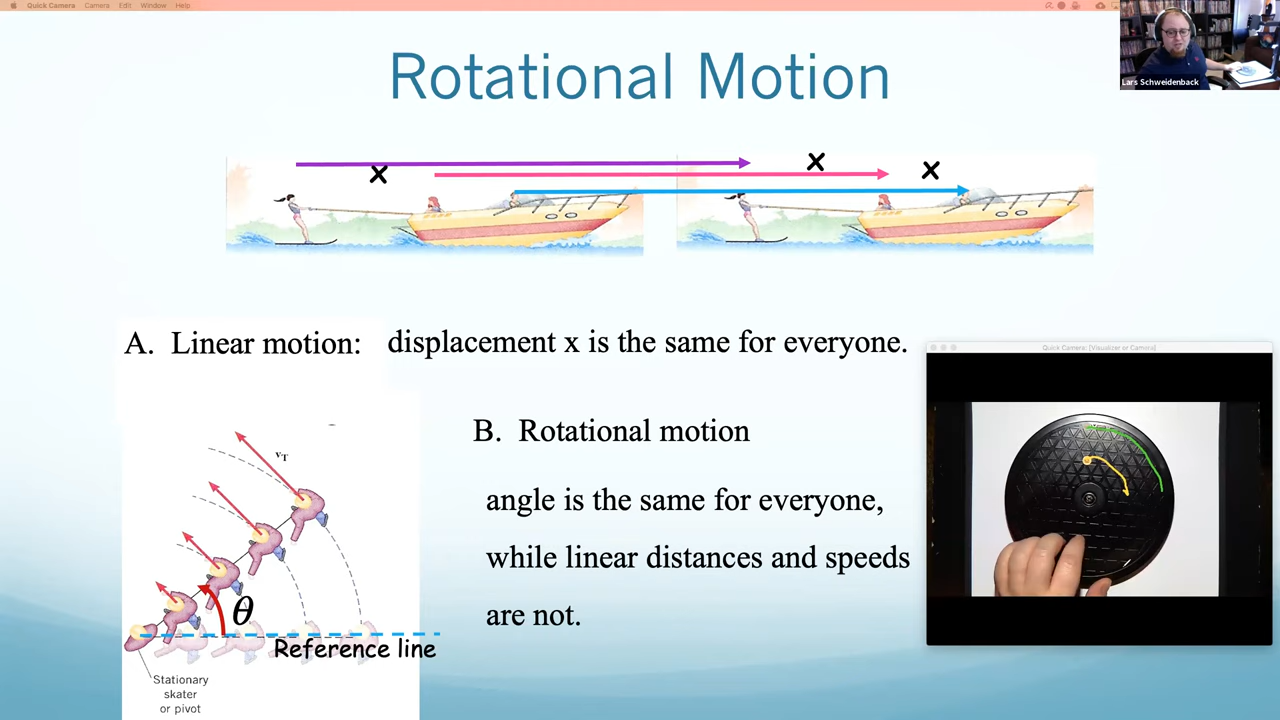 Quick Camera Camera Edit Window Help
Lars Schweidenback
Rotational Motion
x x x
A. Linear motion: displacement x is the same for everyone.
Quick Camera: [Visualizer or Camera]
vT
B. Rotational motion
angle is the same for everyone,
while linear distances and speeds
θ
are not.
Reference line
Stationary
skater
or pivot